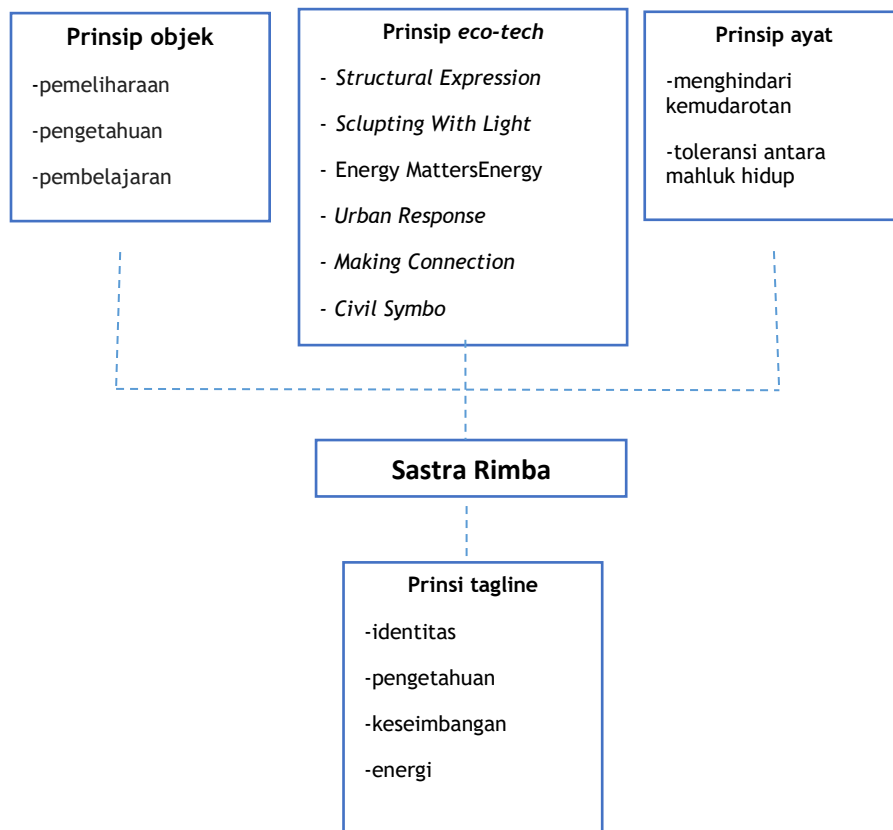 Prinsip objek
-pemeliharaan
-pengetahuan
-pembelajaran
Prinsip eco-tech
- Structural Expression
- Sclupting With Light
- Energy MattersEnergy
- Urban Response
- Making Connection
- Civil Symbo
Prinsip ayat
-menghindari
kemudarotan
-toleransi antara
mahluk hidup
Sastra Rimba
Prinsi tagline
-identitas
-pengetahuan
-keseimbangan
-energi